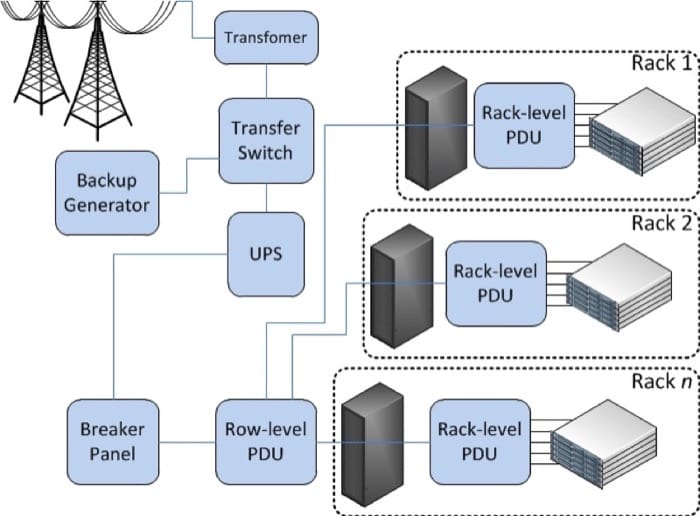 Transfomer
Transfer
Switch
Backup
Generator
UPS
Breaker
Panel
Row-level
PDU
Rack 1
Rack-level
PDU
Rack 2
Rack-level
PDU
Rack n
Rack-level
PDU